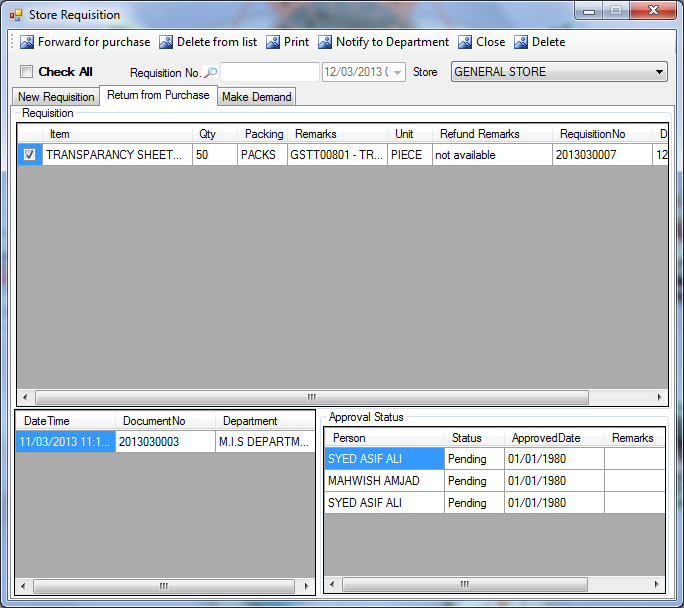 Store Requisition
Forward for purchase Delete from list Print Notify to Department Close Delete
Check All Requisition No. 12/03/2013 ( Store GENERAL STORE
New Requisition Return from Purchase Make Demand
Requisition
Item Qty Packing Remarks Unit Refund Remarks RequisitionNo D
TRANSPARANCY SHEET... 50 PACKS GSTT00801 - TR... PIECE not available 2013030007 12
DateTime DocumentNo Department
11/03/2013 11:1... 2013030003 M.I.S DEPARTM...
Approval Status
Person Status ApprovedDate Remarks
SYED ASIF ALI Pending 01/01/1980
MAHWISH AMJAD Pending 01/01/1980
SYED ASIF ALI Pending 01/01/1980